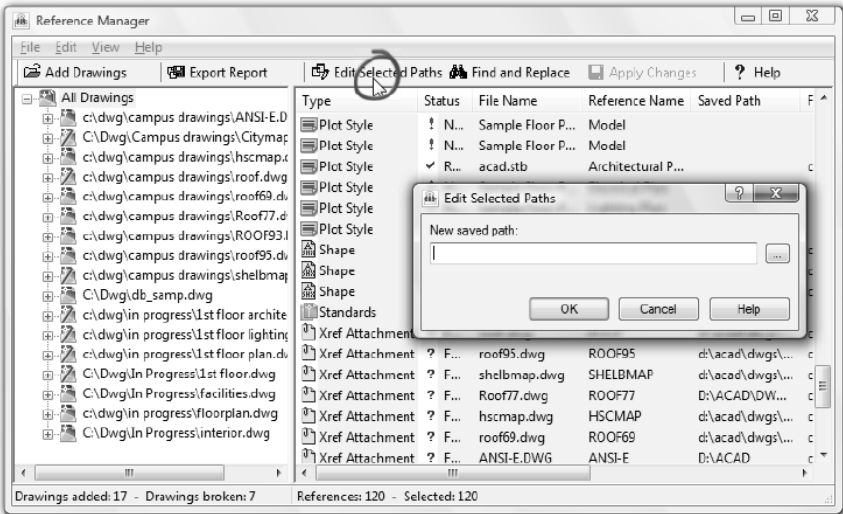 Reference Manager
File Edit View Help
Add Drawings Export Report Edit Selected Paths Find and Replace Apply Changes ? Help
All Drawings
c:\dwg\campus drawings\ANSI-E.D
C:\Dwg\Campus drawings\Citymap
c:\dwg\campus drawings\hscmap.c
c:\dwg\campus drawings\roof.dwg
c:\dwg\campus drawings\roof69.dw
c:\dwg\campus drawings\Roof77.d
c:\dwg\campus drawings\ROOF93.
c:\dwg\campus drawings\roof95.dw
c:\dwg\campus drawings\shelbmap
C:\Dwg\db_samp.dwg
c:\dwg\in progress\1st floor archite
c:\dwg\in progress\1st floor lighting
c:\dwg\in progress\1st floor plan.dw
C:\Dwg\In Progress\1st floor.dwg
C:\Dwg\In Progress\facilities.dwg
c:\dwg\in progress\floorplan.dwg
C:\Dwg\In Progress\interior.dwg
Type Status File Name Reference Name Saved Path F
Plot Style ! N... Sample Floor P... Model
Plot Style ! N... Sample Floor P... Model
Plot Style R... acad.stb Architectural P... c
Plot Style
Plot Style
Plot Style
Shape
Shape
Shape
Standards
Xref Attachment
Xref Attachment ? F... roof95.dwg ROOF95 d:\acad\dwgs\... c
Xref Attachment ? F... shelbmap.dwg SHELBMAP d:\acad\dwgs\... c
Xref Attachment ? F... Roof77.dwg ROOF77 D:\ACAD\DW... c
Xref Attachment ? F... hscmap.dwg HSCMAP d:\acad\dwgs\... c
Xref Attachment ? F... roof69.dwg ROOF69 d:\acad\dwgs\... c
Xref Attachment ? F... ANSI-E.DWG ANSI-E D:\ACAD c
Edit Selected Paths
New saved path:
...
OK Cancel Help
Drawings added: 17 - Drawings broken: 7 References: 120 - Selected: 120